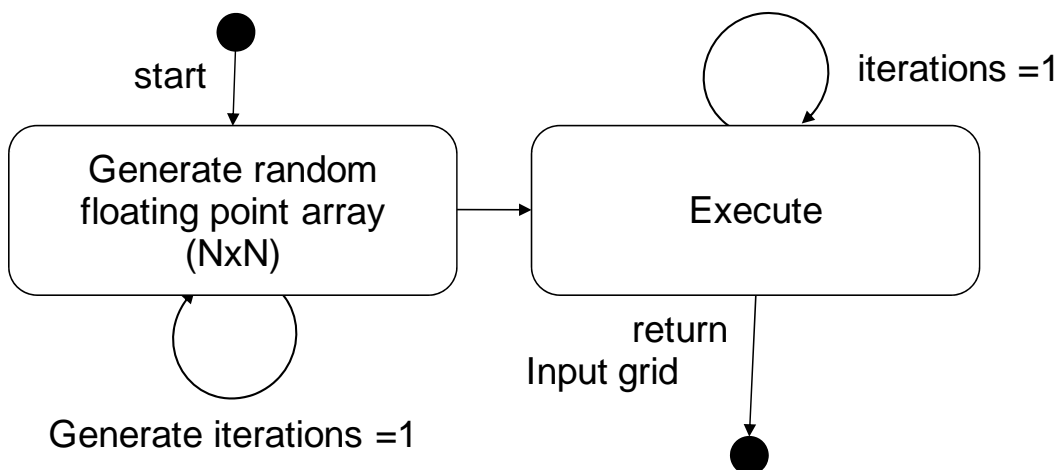 start
iterations =1
Generate random
floating point array
(NxN)
Execute
return
Input grid
Generate iterations =1